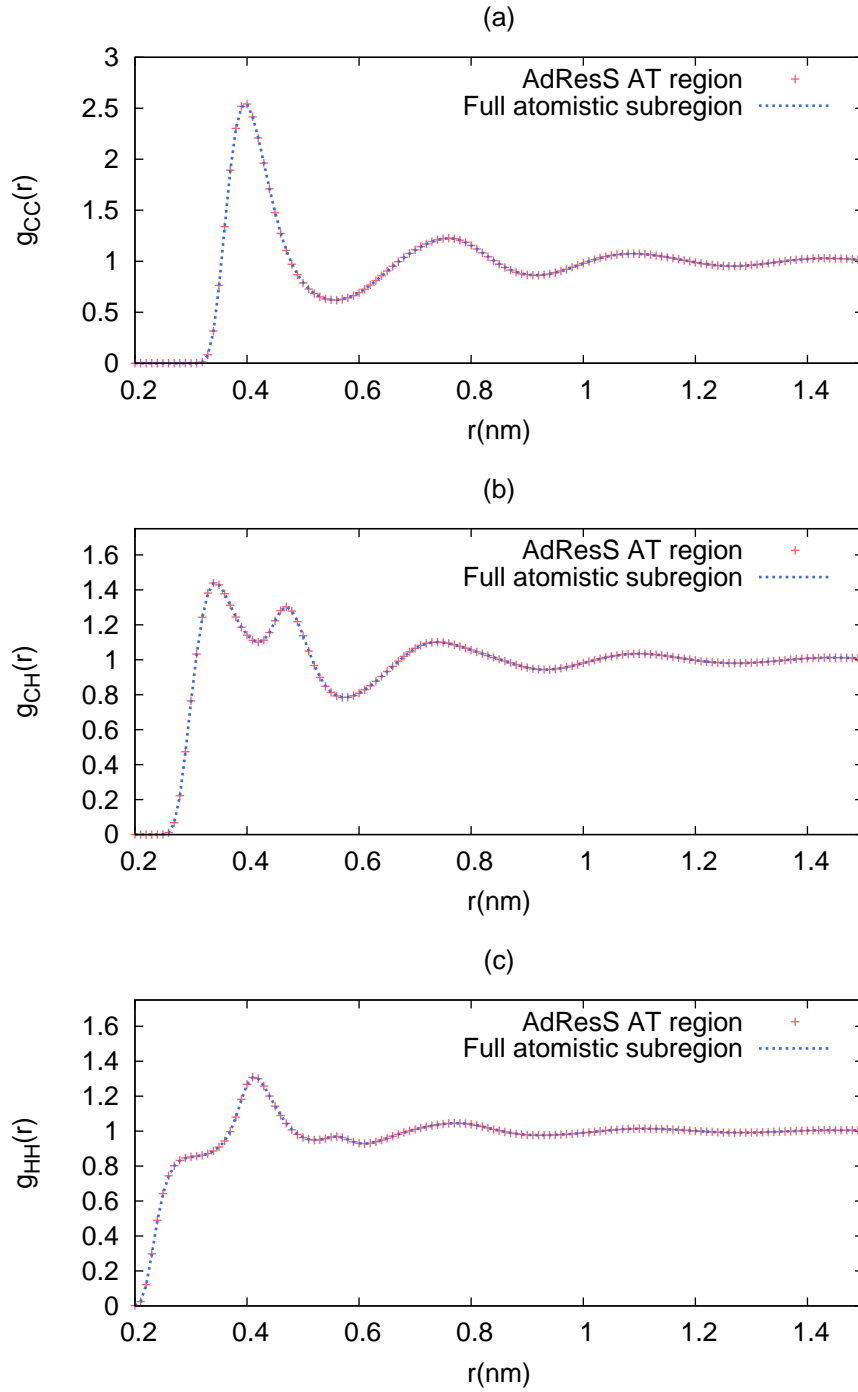 (a)
3
2.5
2
1.5
1
0.5
0
g_CC(r)
AdResS AT region
Full atomistic subregion
0.2 0.4 0.6 0.8 1 1.2 1.4
r(nm)
(b)
1.6
1.4
1.2
1
0.8
0.6
0.4
0.2
0
g_CH(r)
AdResS AT region
Full atomistic subregion
0.2 0.4 0.6 0.8 1 1.2 1.4
r(nm)
(c)
1.6
1.4
1.2
1
0.8
0.6
0.4
0.2
0
g_HH(r)
AdResS AT region
Full atomistic subregion
0.2 0.4 0.6 0.8 1 1.2 1.4
r(nm)